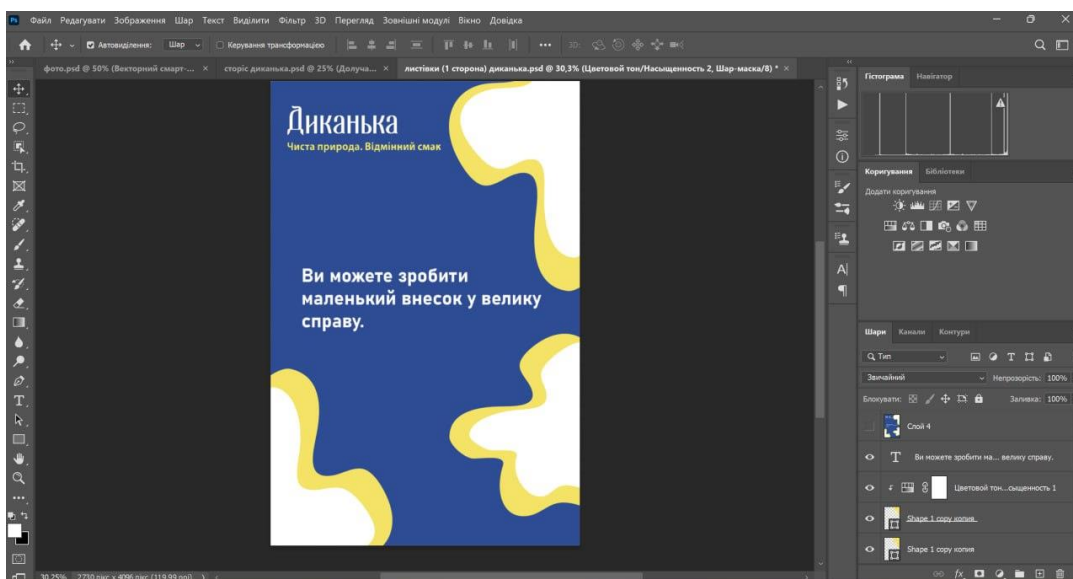 Файл Редагувати Зображення Шар Текст Виділити Фільтр 3D Перегляд Зовнішні модулі Вікно Довідка
Автовиділення: Шар Керування трансформацією 3D:
фото.psd @ 50% (Векторний смарт-... × сторіс диканька.psd @ 25% (Долуча... × листівки (1 сторона) диканька.psd @ 30,3% (Цветовой тон/Насыщенность 2, Шар-маска/8) * ×
Гістограма Навігатор
Диканька
Чиста природа. Відмінний смак
Ви можете зробити
маленький внесок у велику
справу.
Коригування Бібліотеки
Додати коригування
Шари Канали Контури
Тип
Звичайний Непрозорість: 100%
Блокувати: Заливка: 100%
Слой 4
Ви можете зробити ма... велику справу.
Цветовой тон...сыщенность 1
Shape 1 copy копия
Shape 1 copy копия
30,25% 2730 пікс x 4096 пікс (119,99 ppi)